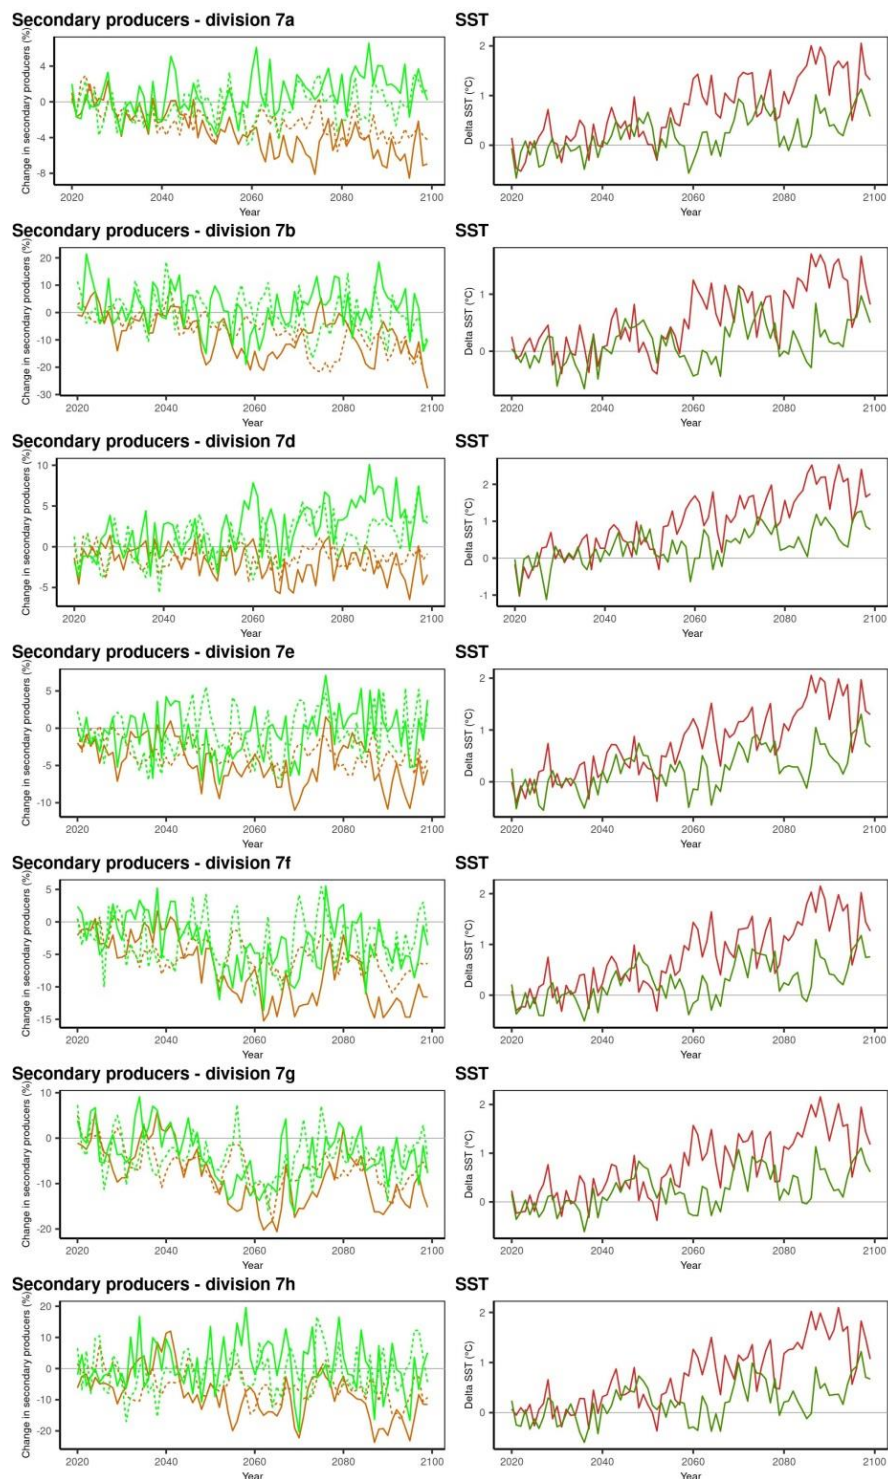 Secondary producers - division 7a
SST
Change in secondary producers (%)
4
0
-4
-8
2020 2040 2060 2080 2100
Year
Delta SST (°C)
2
1
0
2020 2040 2060 2080 2100
Year
Secondary producers - division 7b
SST
Change in secondary producers (%)
20
10
0
-10
-20
-30
2020 2040 2060 2080 2100
Year
Delta SST (°C)
1
0
2020 2040 2060 2080 2100
Year
Secondary producers - division 7d
SST
Change in secondary producers (%)
10
5
0
-5
2020 2040 2060 2080 2100
Year
Delta SST (°C)
2
1
0
-1
2020 2040 2060 2080 2100
Year
Secondary producers - division 7e
SST
Change in secondary producers (%)
5
0
-5
-10
2020 2040 2060 2080 2100
Year
Delta SST (°C)
2
1
0
2020 2040 2060 2080 2100
Year
Secondary producers - division 7f
SST
Change in secondary producers (%)
5
0
-5
-10
-15
2020 2040 2060 2080 2100
Year
Delta SST (°C)
2
1
0
2020 2040 2060 2080 2100
Year
Secondary producers - division 7g
SST
Change in secondary producers (%)
10
0
-10
-20
2020 2040 2060 2080 2100
Year
Delta SST (°C)
2
1
0
2020 2040 2060 2080 2100
Year
Secondary producers - division 7h
SST
Change in secondary producers (%)
20
10
0
-10
-20
2020 2040 2060 2080 2100
Year
Delta SST (°C)
2
1
0
2020 2040 2060 2080 2100
Year